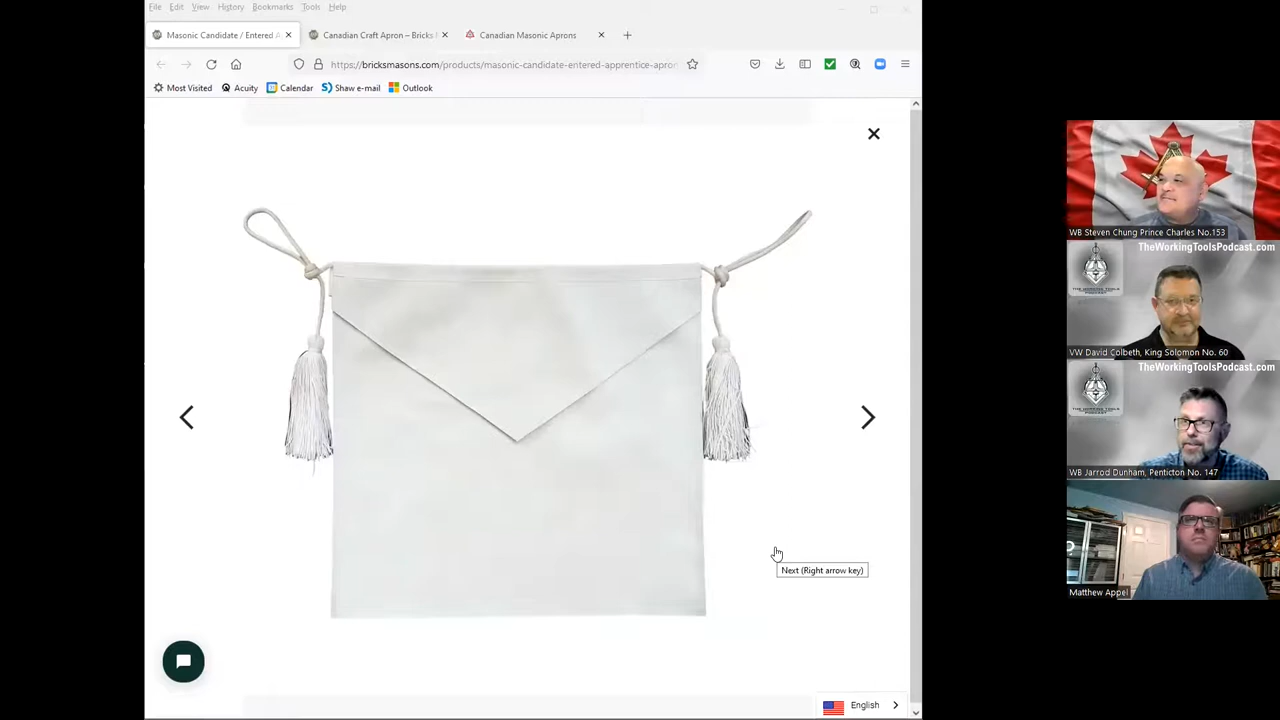 File Edit View History Bookmarks Tools Help
Masonic Candidate / Entered A
Canadian Craft Apron – Bricks
Canadian Masonic Aprons
https://bricksmasons.com/products/masonic-candidate-entered-apprentice-apron
Most Visited Acuity Calendar Shaw e-mail Outlook
Next (Right arrow key)
English
WB Steven Chung Prince Charles No.153
TheWorkingToolsPodcast.com
VW David Colbeth, King Solomon No. 60
TheWorkingToolsPodcast.com
WB Jarrod Dunham, Penticton No. 147
Matthew Appel